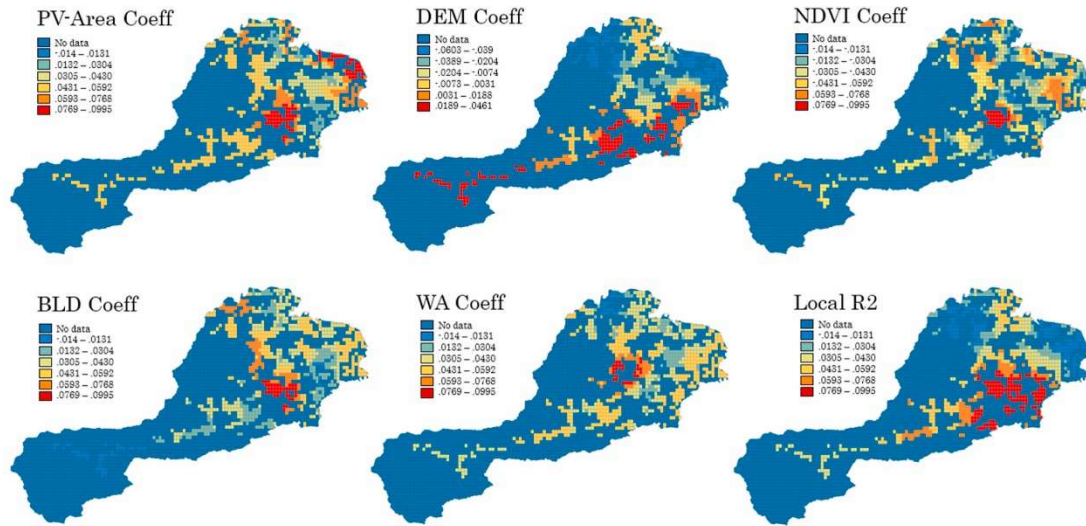 PV-Area Coeff
No data
-.014 – .0131
.0132 – .0304
.0305 – .0430
.0431 – .0592
.0593 – .0768
.0769 – .0995
DEM Coeff
No data
-.0603 – -.039
-.0389 – -.0204
-.0204 – -.0074
-.0073 – .0031
.0031 – .0188
.0189 – .0461
NDVI Coeff
No data
-.014 – -.0131
-.0132 – -.0304
-.0305 – -.0430
-.0431 – -.0592
.0593 – .0768
.0769 – .0995
BLD Coeff
No data
-.014 – .0131
.0132 – .0304
.0305 – .0430
.0431 – .0592
.0593 – .0768
.0769 – .0995
WA Coeff
No data
-.014 – .0131
.0132 – .0304
.0305 – .0430
.0431 – .0592
.0593 – .0768
.0769 – .0995
Local R2
No data
-.014 – .0131
.0132 – .0304
.0305 – .0430
.0431 – .0592
.0593 – .0768
.0769 – .0995